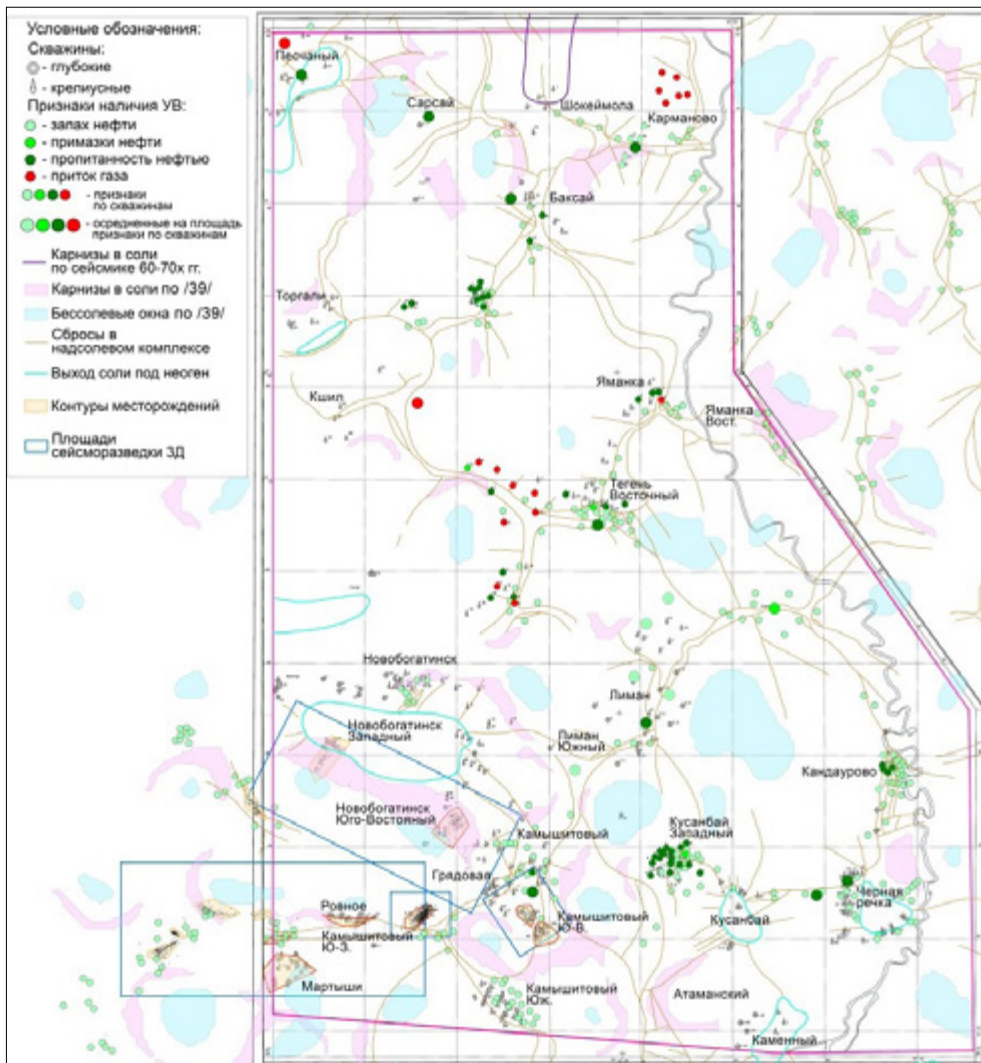 Условные обозначения:
Скважины:
- глубокие
- крепиусные
Признаки наличия УВ:
- запах нефти
- примазки нефти
- пропитанность нефтью
- приток газа
- признаки
по скважинам
- осредненные на площадь
признаки по скважинам
Карнизы в соли
по сейсмике 60-70х гг.
Карнизы в соли по /39/
Бессолевые окна по /39/
Сбросы в
надсолевом комплексе
Выход соли под неоген
Контуры месторождений
Площади
сейсморазведки 3Д
Песчаный
Сарсай
Шокеймола
Карманово
Баксай
Торгали
Кшил
Яманка
Яманка
Вост.
Тегень
Восточный
Новобогатинск
Лиман
Новобогатинск
Западный
Лиман
Южный
Кандаурово
Новобогатинск
Юго-Востояный
Камышитовый
Кусанбай
Западный
Грядовая
Ровное
Камышитовый
Ю-З.
Камышитовый
Ю-В.
Кусанбай
Черная
речка
Мартыши
Камышитовый
Юж.
Атаманский
Каменный